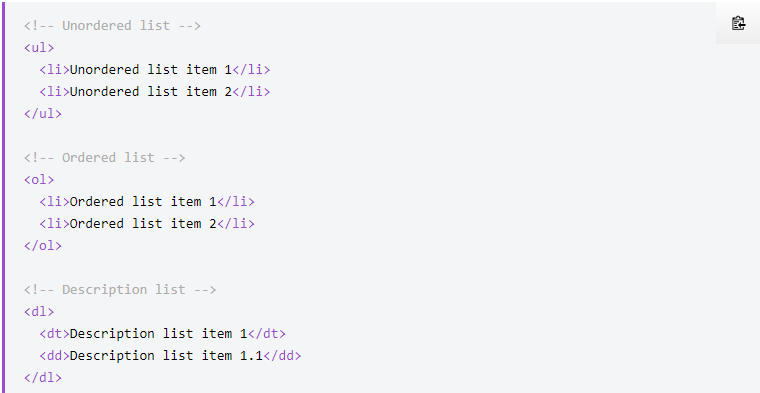 <!-- Unordered list -->
<ul>
  <li>Unordered list item 1</li>
  <li>Unordered list item 2</li>
</ul>

<!-- Ordered list -->
<ol>
  <li>Ordered list item 1</li>
  <li>Ordered list item 2</li>
</ol>

<!-- Description list -->
<dl>
  <dt>Description list item 1</dt>
  <dd>Description list item 1.1</dd>
</dl>